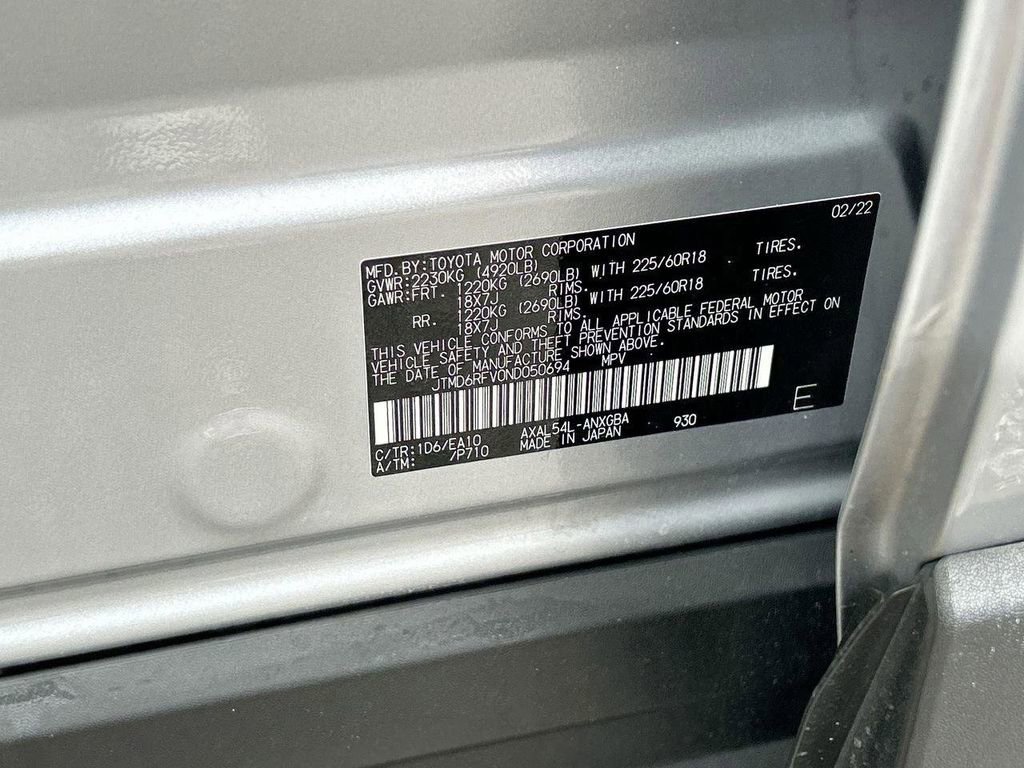 02/22
MFD.BY:TOYOTA MOTOR CORPORATION
GVWR:2230KG (4920LB)
GAWR:FRT. 1220KG (2690LB) WITH 225/60R18 TIRES.
18X7J RIMS.
RR. 1220KG (2690LB) WITH 225/60R18 TIRES.
18X7J RIMS.
THIS VEHICLE CONFORMS TO ALL APPLICABLE FEDERAL MOTOR
VEHICLE SAFETY AND THEFT PREVENTION STANDARDS IN EFFECT ON
THE DATE OF MANUFACTURE SHOWN ABOVE.
JTMD6RFV0ND050694 MPV
C/TR:1D6/EA10 AXAL54L-ANXGBA 930 E
A/TM: 7P710 MADE IN JAPAN